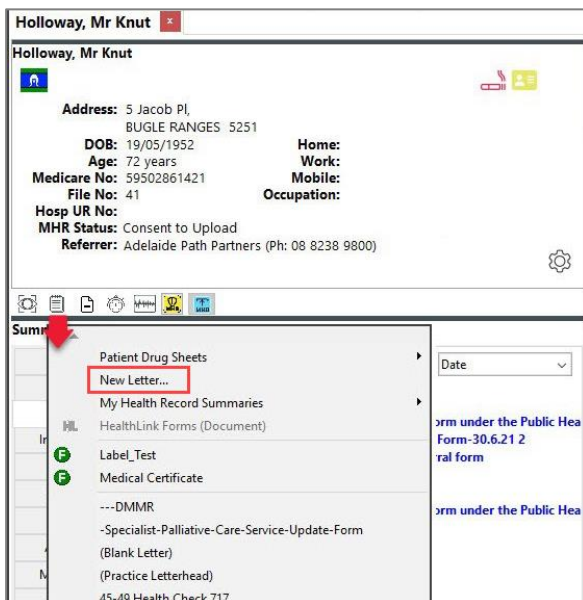 Holloway, Mr Knut x
Holloway, Mr Knut
Address: 5 Jacob Pl,
BUGLE RANGES 5251
DOB: 19/05/1952 Home:
Age: 72 years Work:
Medicare No: 59502861421 Mobile:
File No: 41 Occupation:
Hosp UR No:
MHR Status: Consent to Upload
Referrer: Adelaide Path Partners (Ph: 08 8238 9800)
Summ
Patient Drug Sheets
Date
New Letter...
My Health Record Summaries
orm under the Public Hea
HL HealthLink Forms (Document)
Form-30.6.21 2
F Label_Test
ral form
F Medical Certificate
---DMMR
orm under the Public Hea
-Specialist-Palliative-Care-Service-Update-Form
(Blank Letter)
(Practice Letterhead)
45-49 Health Check 717